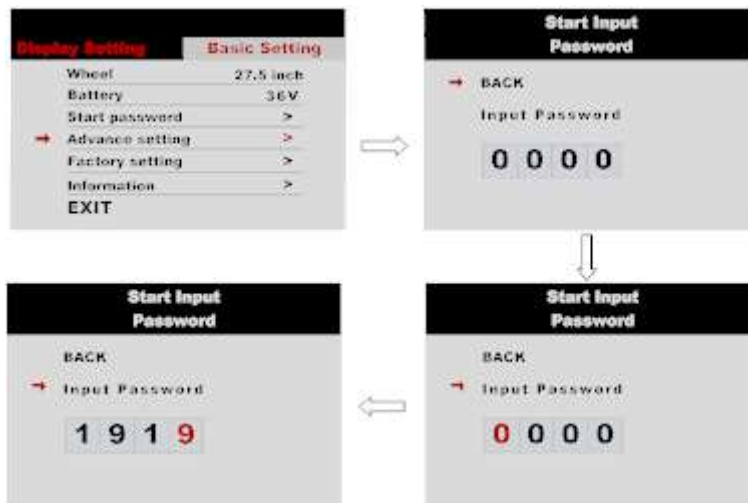 Display Setting Basic Setting
Wheel 27.5 inch
Battery 36V
Start password >
→ Advance setting >
Factory setting >
Information >
EXIT
Start Input
Password
→ BACK
Input Password
0 0 0 0
Start Input
Password
BACK
→ Input Password
0 0 0 0
Start Input
Password
BACK
→ Input Password
1 9 1 9